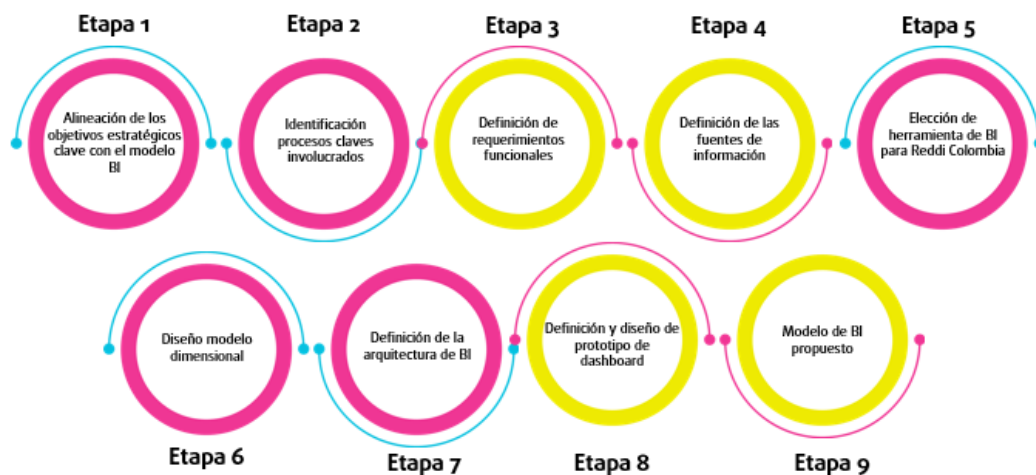 Etapa 1
Etapa 2
Etapa 3
Etapa 4
Etapa 5
Alineación de los
objetivos estratégicos
clave con el modelo
BI
Identificación
procesos claves
involucrados
Definición de
requerimientos
funcionales
Definición de las
fuentes de
información
Elección de
herramienta de BI
para Reddi Colombia
Diseño modelo
dimensional
Definición de la
arquitectura de BI
Definición y diseño de
prototipo de
dashboard
Modelo de BI
propuesto
Etapa 6
Etapa 7
Etapa 8
Etapa 9